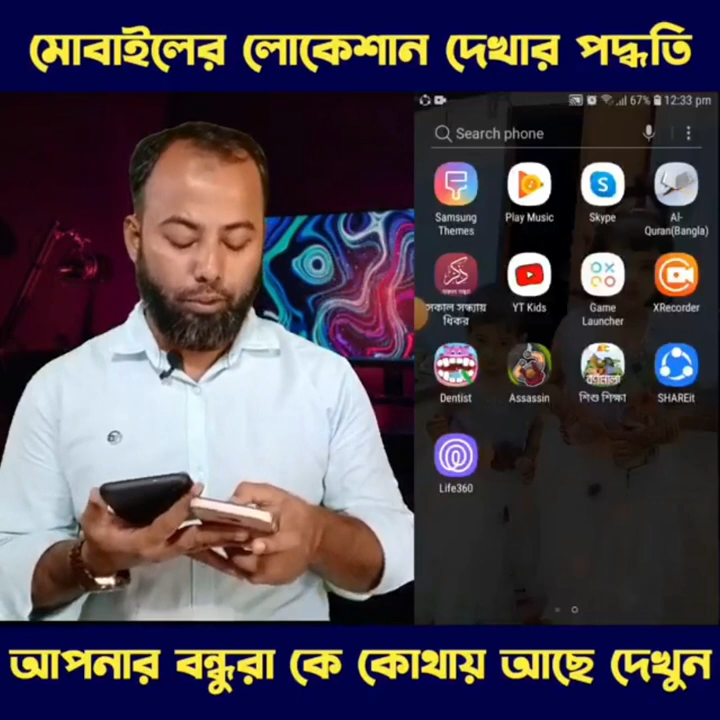 মোবাইলের লোকেশান দেখার পদ্ধতি
67% 12:33 pm
Search phone
Samsung Themes
Play Music
Skype
Al-Quran(Bangla)
সকাল সন্ধ্যায় যিকর
YT Kids
Game Launcher
XRecorder
Dentist
Assassin
শিশু শিক্ষা
SHAREit
Life360
আপনার বন্ধুরা কে কোথায় আছে দেখুন